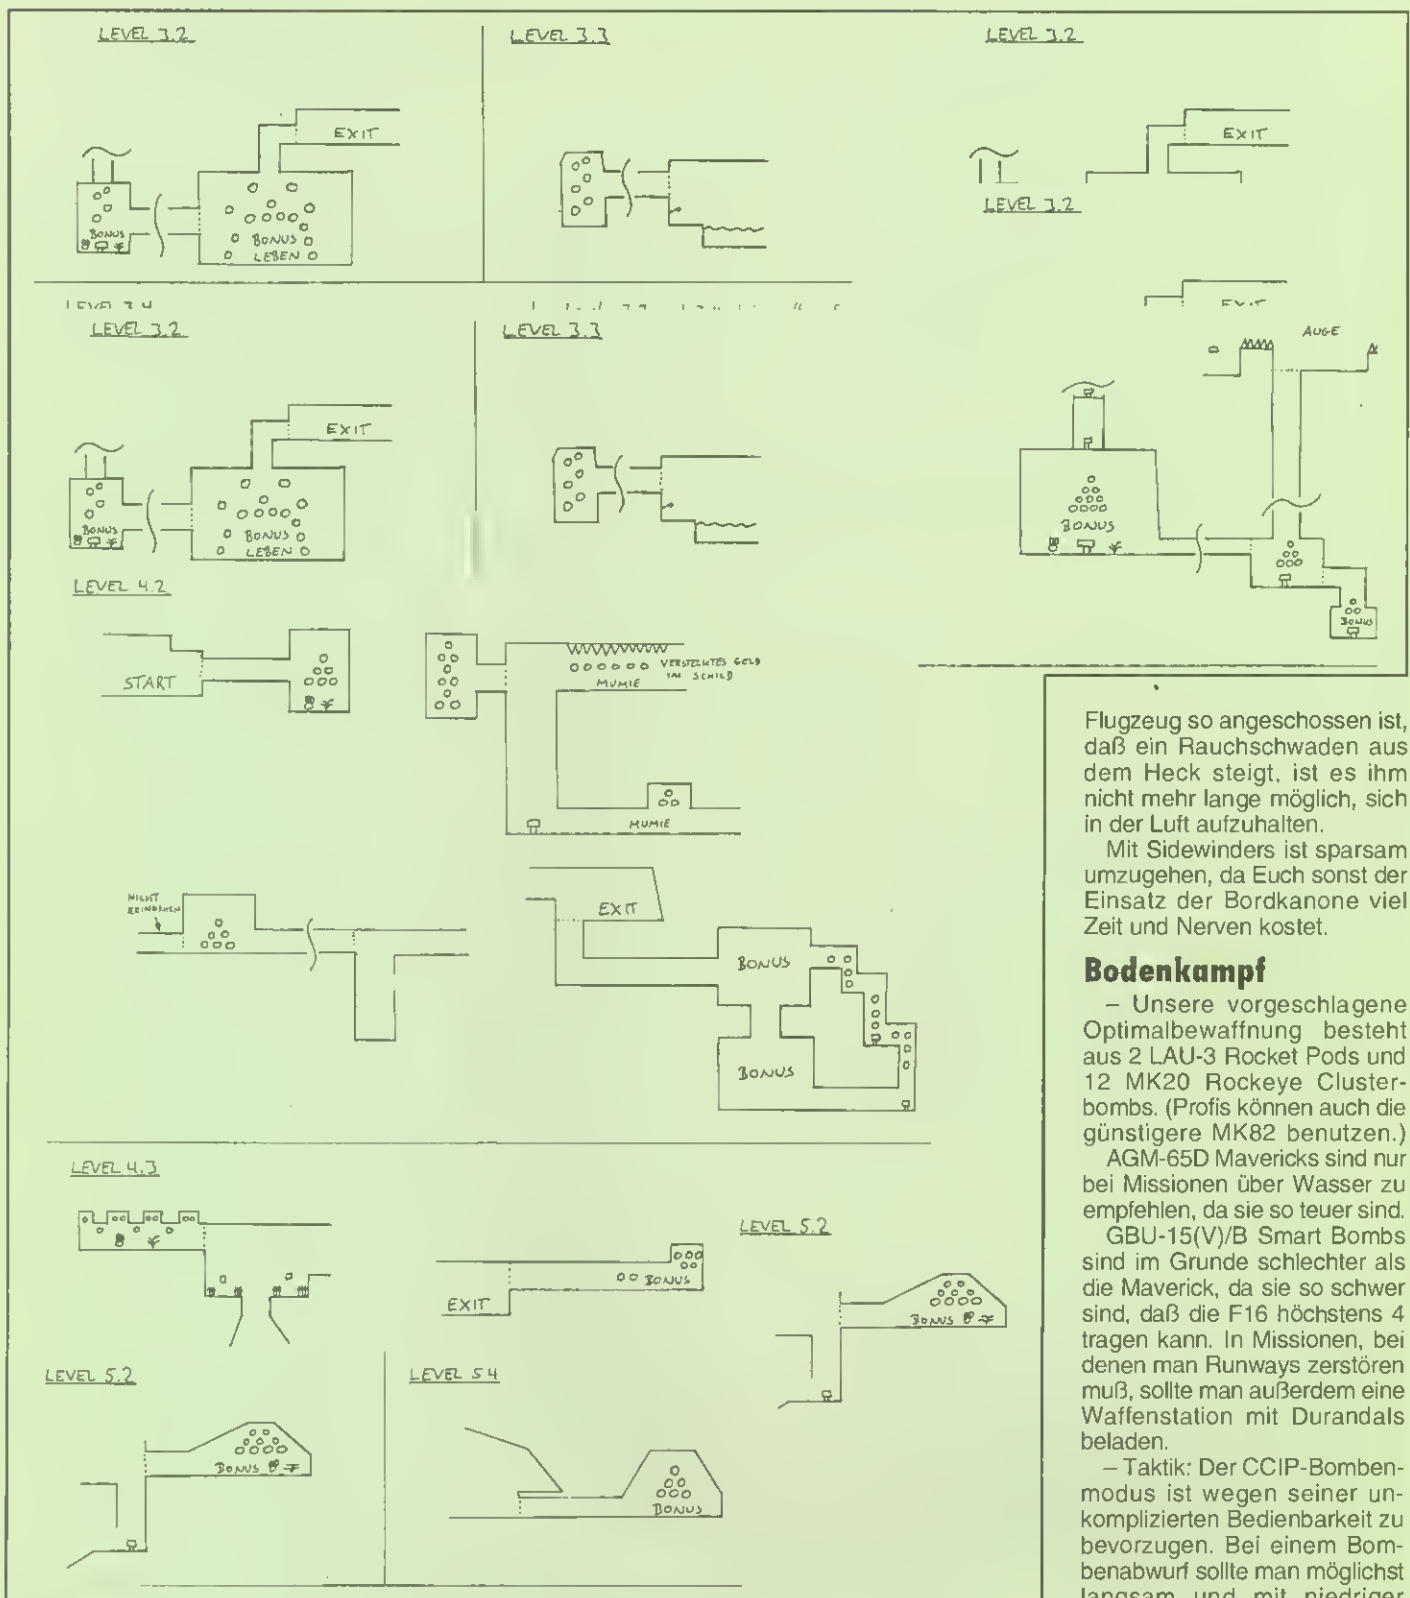 LEVEL 3.2
EXIT
BONUS
BONUS
LEBEN
LEVEL 3.3
LEVEL 3.2
EXIT
LEVEL 3.2
EXIT
LEVEL 3.4
LEVEL 3.2
EXIT
BONUS
BONUS
LEBEN
LEVEL 3.3
AUGE
BONUS
BONUS
LEVEL 4.2
START
VERSTECKTES GELD
IM SCHILD
MUMIE
MUMIE
NICHT
EXIT
BONUS
BONUS
LEVEL 4.3
EXIT
BONUS
LEVEL 5.2
BONUS
LEVEL 5.2
BONUS
LEVEL 5.4
BONUS
Flugzeug so angeschossen ist,
daß ein Rauchschwaden aus
dem Heck steigt, ist es ihm
nicht mehr lange möglich, sich
in der Luft aufzuhalten.
Mit Sidewinders ist sparsam
umzugehen, da Euch sonst der
Einsatz der Bordkanone viel
Zeit und Nerven kostet.
Bodenkampf
– Unsere vorgeschlagene
Optimalbewaffnung besteht
aus 2 LAU-3 Rocket Pods und
12 MK20 Rockeye Cluster-
bombs. (Profis können auch die
günstigere MK82 benutzen.)
AGM-65D Mavericks sind nur
bei Missionen über Wasser zu
empfehlen, da sie so teuer sind.
GBU-15(V)/B Smart Bombs
sind im Grunde schlechter als
die Maverick, da sie so schwer
sind, daß die F16 höchstens 4
tragen kann. In Missionen, bei
denen man Runways zerstören
muß, sollte man außerdem eine
Waffenstation mit Durandals
beladen.
– Taktik: Der CCIP-Bomben-
modus ist wegen seiner un-
komplizierten Bedienbarkeit zu
bevorzugen. Bei einem Bom-
benabwurf sollte man möglichst
langsam und mit niedriger